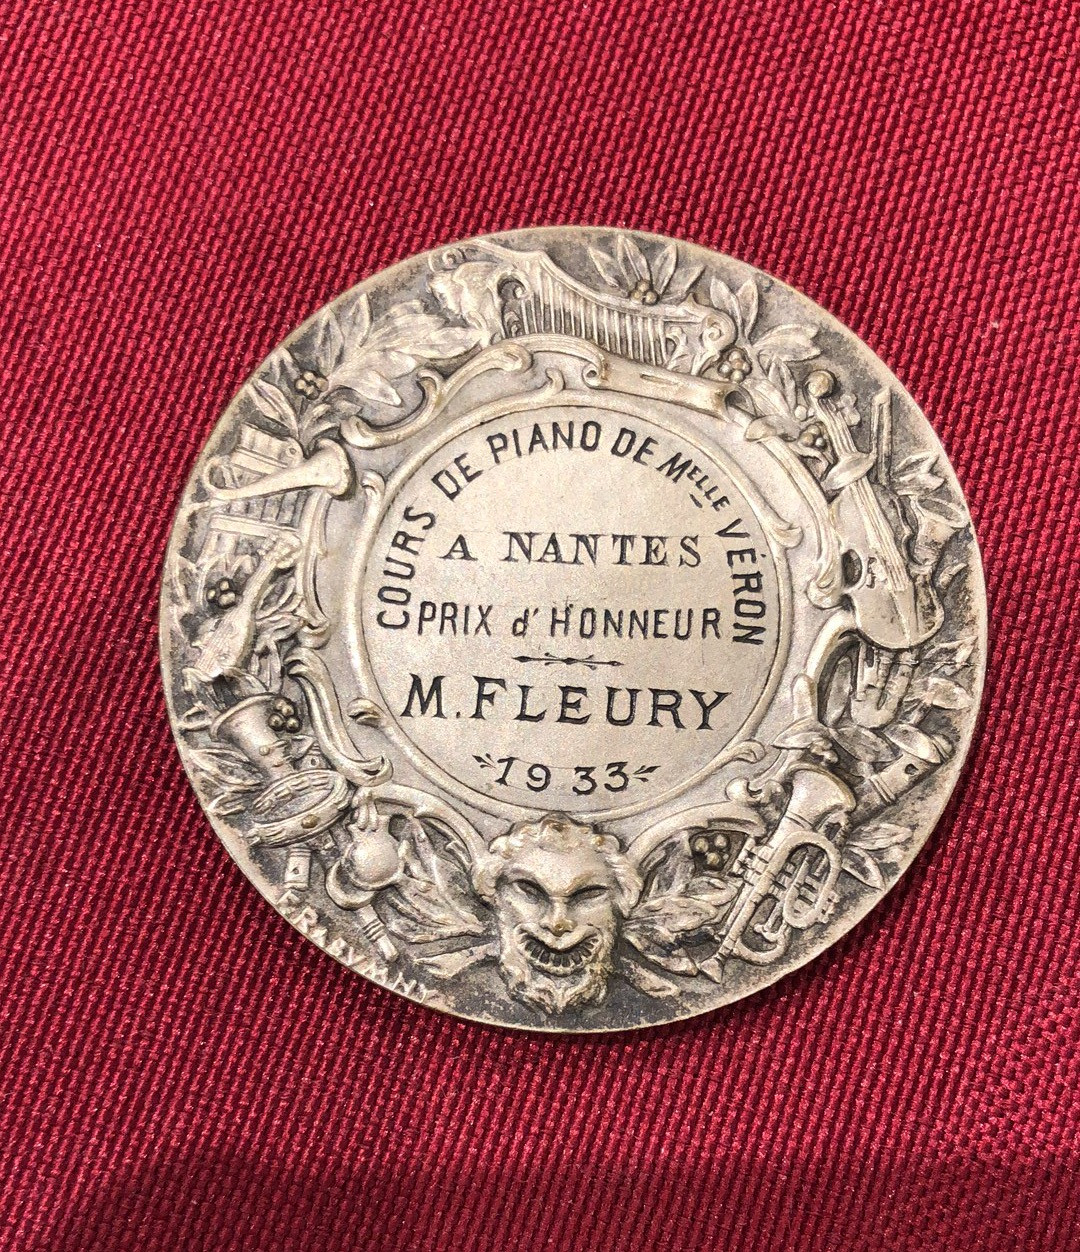 COURS DE PIANO DE MELLE VÉRON
A NANTES
PRIX d'HONNEUR
M. FLEURY
1933